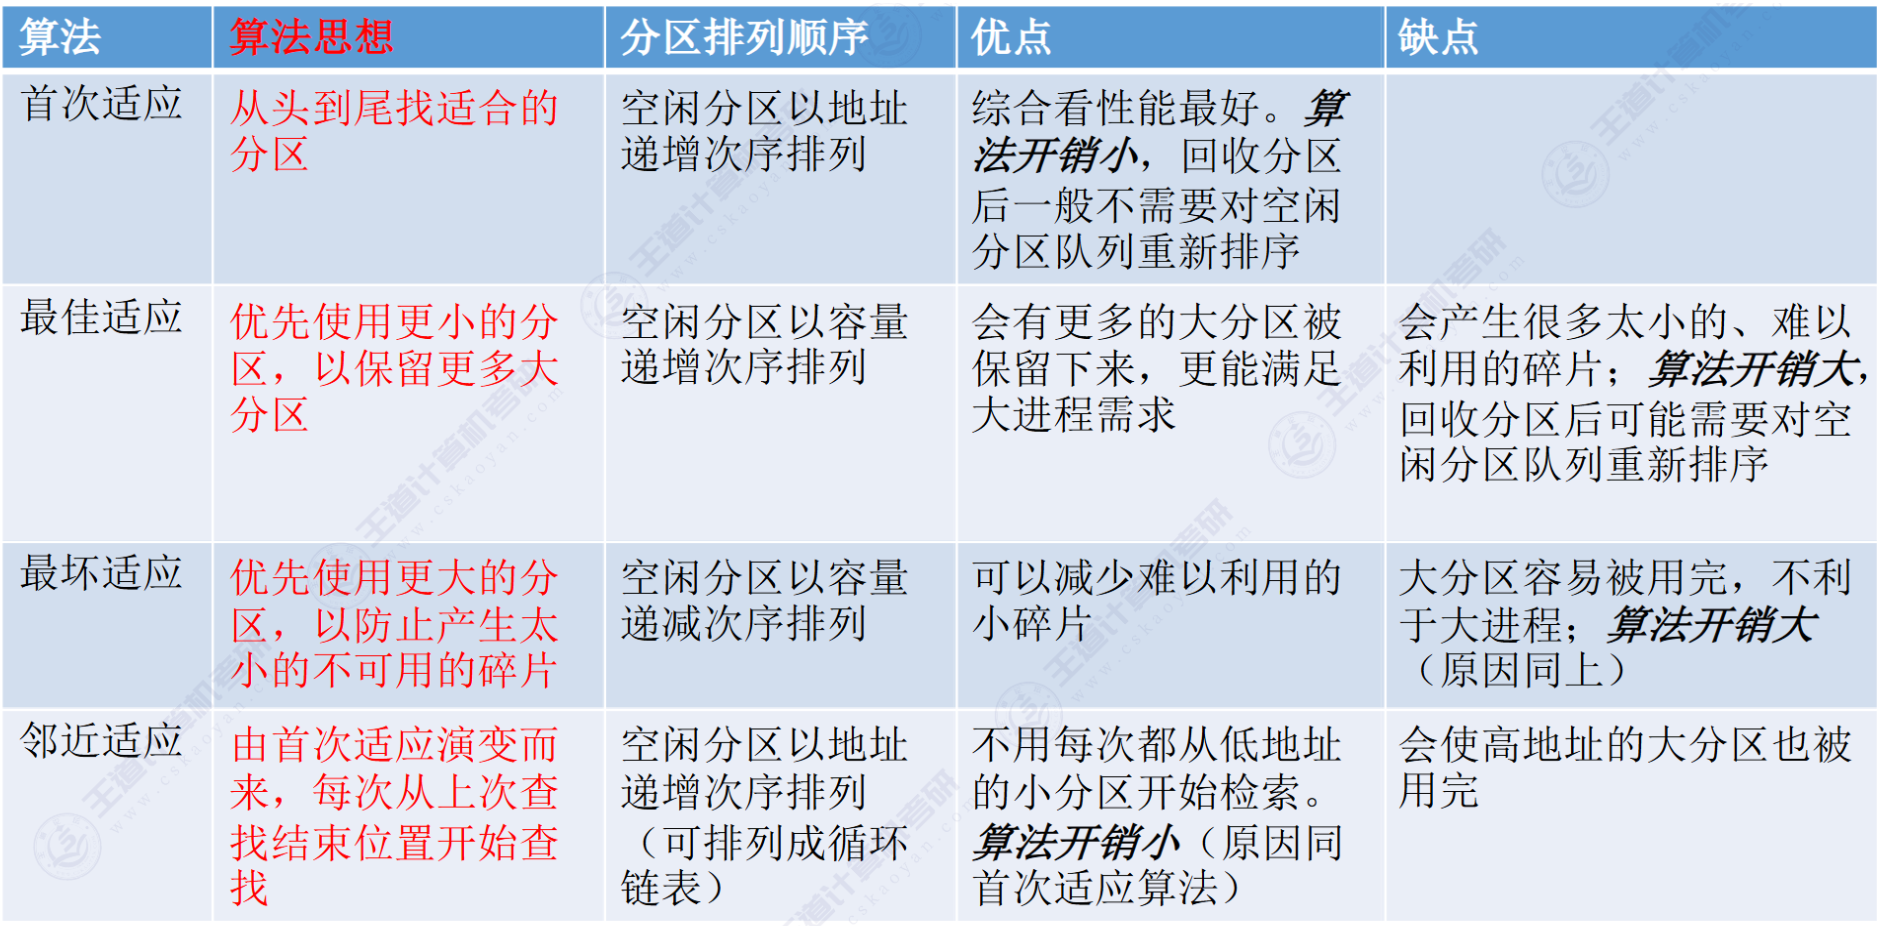 算法
算法思想
分区排列顺序
优点
缺点
首次适应
从头到尾找适合的
分区
空闲分区以地址
递增次序排列
综合看性能最好。算
法开销小，回收分区
后一般不需要对空闲
分区队列重新排序
最佳适应
优先使用更小的分
区，以保留更多大
分区
空闲分区以容量
递增次序排列
会有更多的大分区被
保留下来，更能满足
大进程需求
会产生很多太小的、难以
利用的碎片；算法开销大，
回收分区后可能需要对空
闲分区队列重新排序
最坏适应
优先使用更大的分
区，以防止产生太
小的不可用的碎片
空闲分区以容量
递减次序排列
可以减少难以利用的
小碎片
大分区容易被用完，不利
于大进程；算法开销大
（原因同上）
邻近适应
由首次适应演变而
来，每次从上次查
找结束位置开始查
找
空闲分区以地址
递增次序排列
（可排列成循环
链表）
不用每次都从低地址
的小分区开始检索。
算法开销小（原因同
首次适应算法）
会使高地址的大分区也被
用完
王道计算机考研
www.cskaoyan.com